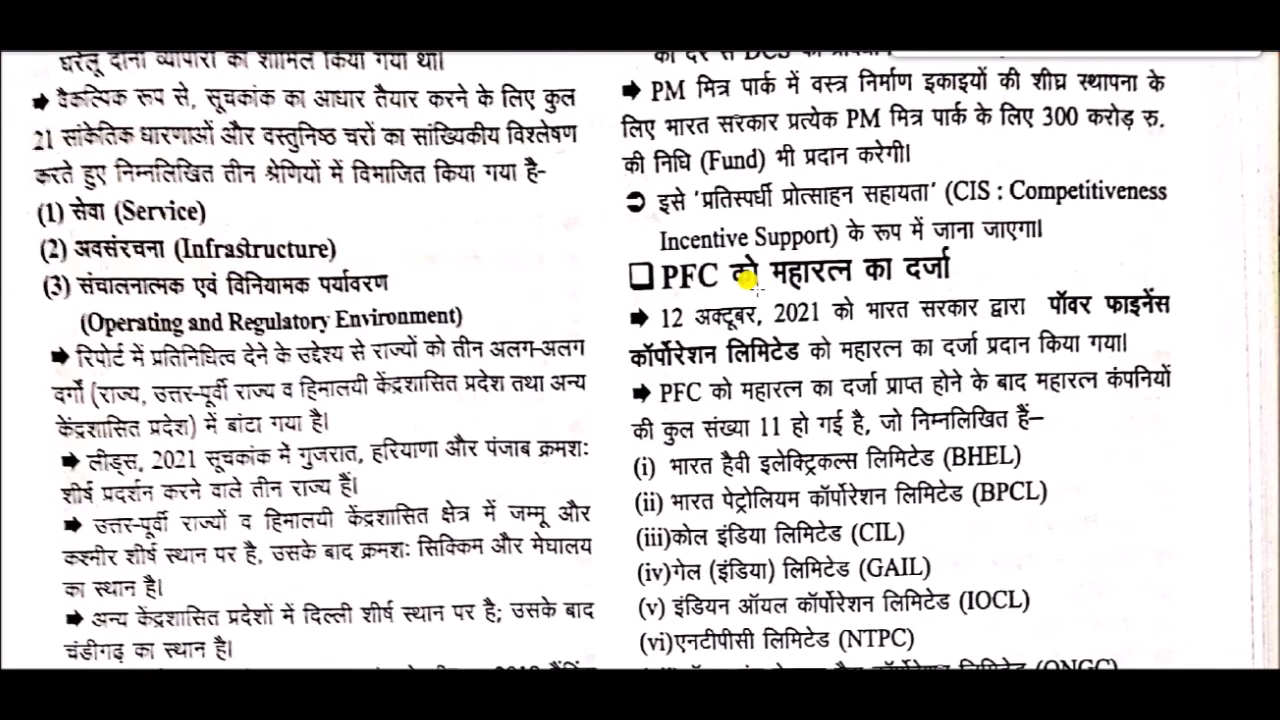 घरेलू दोनों व्यापारों को शामिल किया गया था।
➡ वैकल्पिक रूप से, सूचकांक का आधार तैयार करने के लिए कुल
21 सांकेतिक धारणाओं और वस्तुनिष्ठ चरों का सांख्यिकीय विश्लेषण
करते हुए निम्नलिखित तीन श्रेणियों में विभाजित किया गया है-
(1) सेवा (Service)
(2) अवसंरचना (Infrastructure)
(3) संचालनात्मक एवं विनियामक पर्यावरण
(Operating and Regulatory Environment)
➡ रिपोर्ट में प्रतिनिधित्व देने के उद्देश्य से राज्यों को तीन अलग-अलग
वर्गों (राज्य, उत्तर-पूर्वी राज्य व हिमालयी केंद्रशासित प्रदेश तथा अन्य
केंद्रशासित प्रदेश) में बांटा गया है।
➡ लीड्स, 2021 सूचकांक में गुजरात, हरियाणा और पंजाब क्रमशः
शीर्ष प्रदर्शन करने वाले तीन राज्य हैं।
➡ उत्तर-पूर्वी राज्यों व हिमालयी केंद्रशासित क्षेत्र में जम्मू और
कश्मीर शीर्ष स्थान पर है, उसके बाद क्रमशः सिक्किम और मेघालय
का स्थान है।
➡ अन्य केंद्रशासित प्रदेशों में दिल्ली शीर्ष स्थान पर है; उसके बाद
चंडीगढ़ का स्थान है।
की दर से DCS का
➡ PM मित्र पार्क में वस्त्र निर्माण इकाइयों की शीघ्र स्थापना के
लिए भारत सरकार प्रत्येक PM मित्र पार्क के लिए 300 करोड़ रु.
की निधि (Fund) भी प्रदान करेगी।
➲ इसे 'प्रतिस्पर्धी प्रोत्साहन सहायता' (CIS : Competitiveness
Incentive Support) के रूप में जाना जाएगा।
❑ PFC को महारत्न का दर्जा
➡ 12 अक्टूबर, 2021 को भारत सरकार द्वारा पॉवर फाइनेंस
कॉर्पोरेशन लिमिटेड को महारत्न का दर्जा प्रदान किया गया।
➡ PFC को महारत्न का दर्जा प्राप्त होने के बाद महारत्न कंपनियों
की कुल संख्या 11 हो गई है, जो निम्नलिखित हैं–
(i) भारत हैवी इलेक्ट्रिकल्स लिमिटेड (BHEL)
(ii) भारत पेट्रोलियम कॉर्पोरेशन लिमिटेड (BPCL)
(iii)कोल इंडिया लिमिटेड (CIL)
(iv)गेल (इंडिया) लिमिटेड (GAIL)
(v) इंडियन ऑयल कॉर्पोरेशन लिमिटेड (IOCL)
(vi)एनटीपीसी लिमिटेड (NTPC)
लिमिटेड (ONGC)